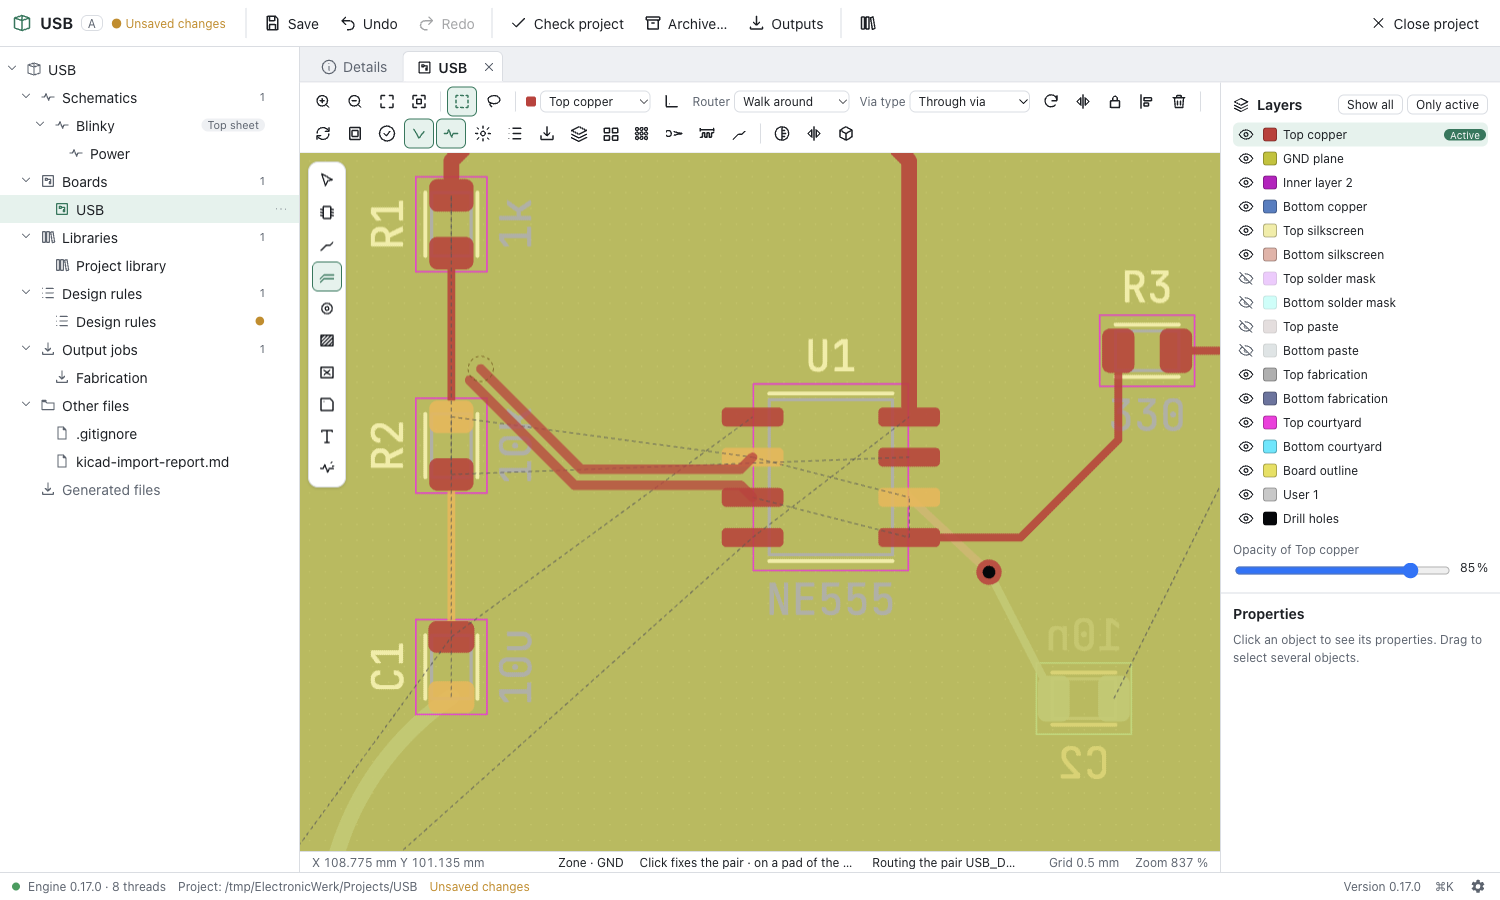 USB A Unsaved changes Save Undo Redo Check project Archive... Outputs Close project
USB
Schematics 1
Blinky Top sheet
Power
Boards 1
USB
Libraries 1
Project library
Design rules 1
Design rules
Output jobs 1
Fabrication
Other files
.gitignore
kicad-import-report.md
Generated files
Details USB
Top copper Router Walk around Via type Through via
R1 1k
R2
C1 10u
U1
NE555
R3
330
10n
C2
X 108.775 mm Y 101.135 mm Zone · GND Click fixes the pair · on a pad of the ... Routing the pair USB_D... Grid 0.5 mm Zoom 837 %
Layers Show all Only active
Top copper Active
GND plane
Inner layer 2
Bottom copper
Top silkscreen
Bottom silkscreen
Top solder mask
Bottom solder mask
Top paste
Bottom paste
Top fabrication
Bottom fabrication
Top courtyard
Bottom courtyard
Board outline
User 1
Drill holes
Opacity of Top copper
85 %
Properties
Click an object to see its properties. Drag to
select several objects.
Engine 0.17.0 · 8 threads Project: /tmp/ElectronicWerk/Projects/USB Unsaved changes Version 0.17.0 ⌘K